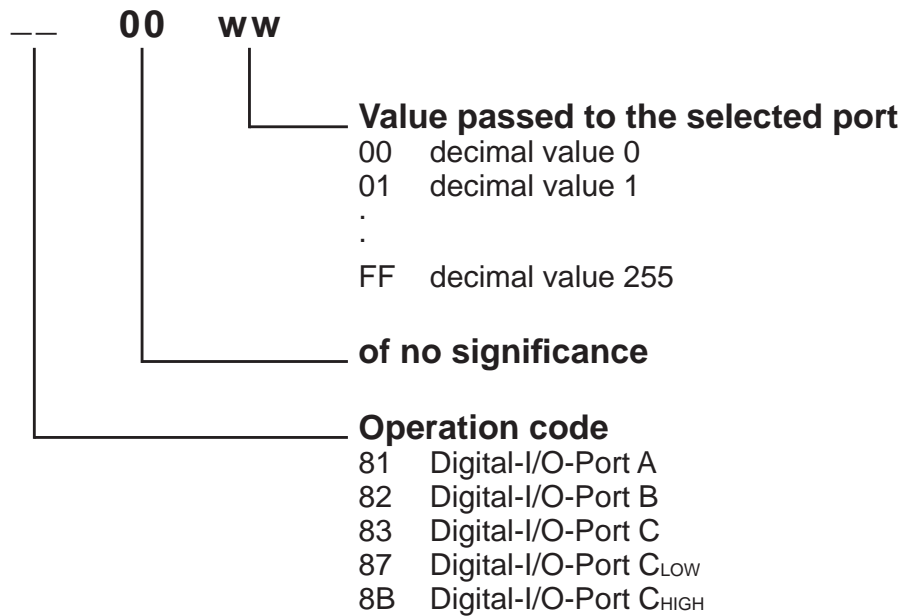 __ 00 ww
Value passed to the selected port
00 decimal value 0
01 decimal value 1
.
.
FF decimal value 255
of no significance
Operation code
81 Digital-I/O-Port A
82 Digital-I/O-Port B
83 Digital-I/O-Port C
87 Digital-I/O-Port CLOW
8B Digital-I/O-Port CHIGH